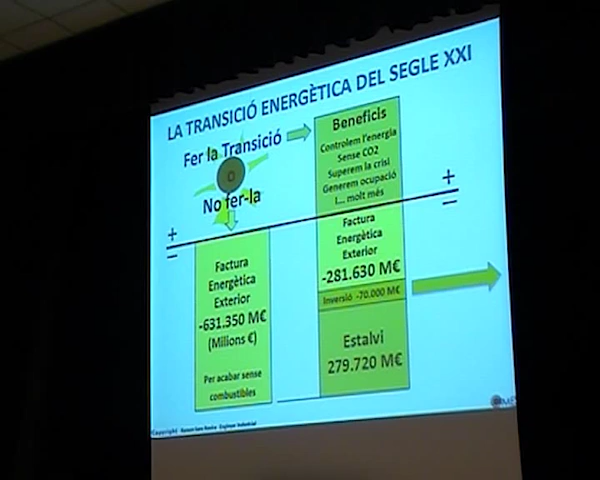 LA TRANSICIÓ ENERGÈTICA DEL SEGLE XXI
Fer la Transició
O
No fer-la
Beneficis
Controlem l'energia
Sense CO2
Superem la crisi
Generem ocupació
I... molt més
+
−
+
−
Factura
Energètica
Exterior
-631.350 M€
(Milions €)
Per acabar sense
combustibles
Factura
Energètica
Exterior
-281.630 M€
Inversió -70.000 M€
Estalvi
279.720 M€
Copyright